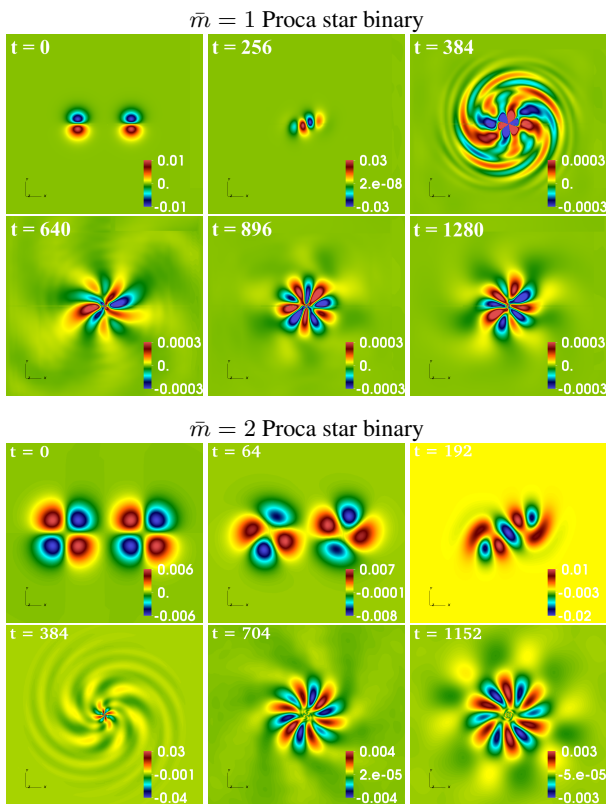 m̄ = 1 Proca star binary
t = 0
t = 256
t = 384
0.01
0.
-0.01
0.03
2.e-08
-0.03
0.0003
0.
-0.0003
t = 640
t = 896
t = 1280
0.0003
0.
-0.0003
0.0003
0.
-0.0003
0.0003
0.
-0.0003
m̄ = 2 Proca star binary
t = 0
t = 64
t = 192
0.006
0.
-0.006
0.007
-0.0001
-0.008
0.01
-0.003
-0.02
t = 384
t = 704
t = 1152
0.03
-0.001
-0.04
0.004
2.e-05
-0.004
0.003
-5.e-05
-0.003